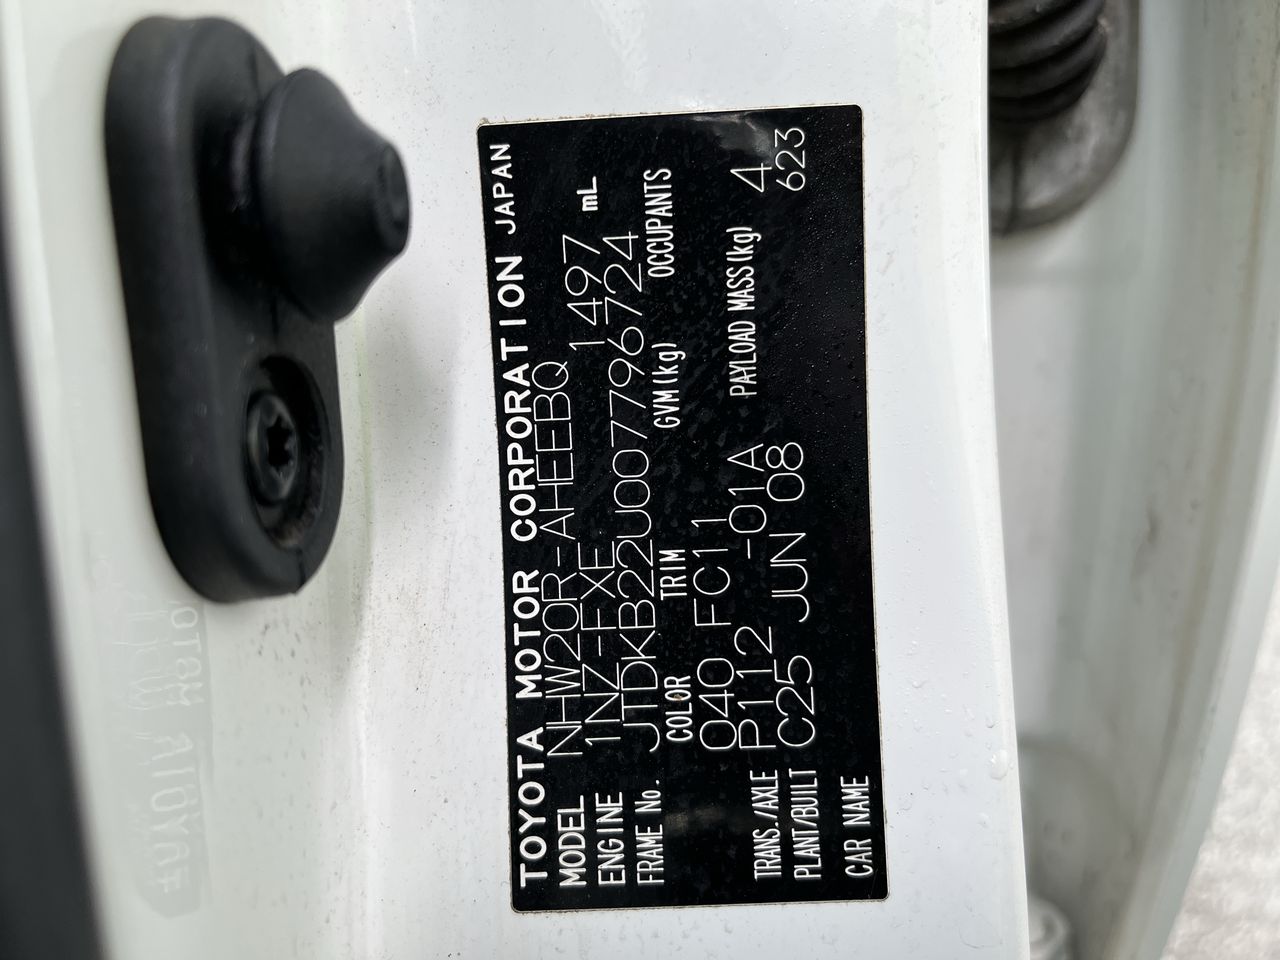 TOYOTA MOTOR CORPORATION JAPAN
MODEL NHW20R-AHEEBQ
ENGINE 1NZ-FXE 1497 mL
FRAME No. JTDKB22U007796724
COLOR TRIM GVM(kg) OCCUPANTS
040 FC11 4
TRANS./AXLE P112 -01A PAYLOAD MASS(kg) 623
PLANT/BUILT C25 JUN 08
CAR NAME